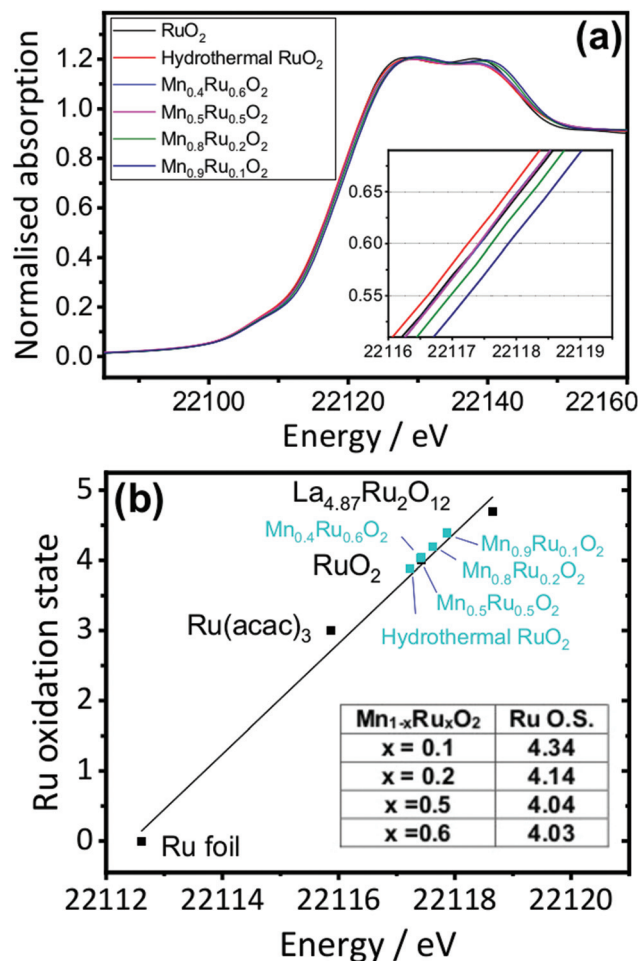 (a)
RuO₂
Hydrothermal RuO₂
Mn₀.₄Ru₀.₆O₂
Mn₀.₅Ru₀.₅O₂
Mn₀.₈Ru₀.₂O₂
Mn₀.₉Ru₀.₁O₂
Normalised absorption
1.2
1.0
0.8
0.6
0.4
0.2
0.0
0.65
0.60
0.55
22116 22117 22118 22119
22100 22120 22140 22160
Energy / eV
(b)
Ru oxidation state
5
4
3
2
1
0
La₄.₈₇Ru₂O₁₂
Mn₀.₄Ru₀.₆O₂
RuO₂
Mn₀.₉Ru₀.₁O₂
Mn₀.₈Ru₀.₂O₂
Mn₀.₅Ru₀.₅O₂
Hydrothermal RuO₂
Ru(acac)₃
Ru foil
Mn₁₋ₓRuₓO₂ Ru O.S.
x = 0.1 4.34
x = 0.2 4.14
x =0.5 4.04
x =0.6 4.03
22112 22114 22116 22118 22120
Energy / eV